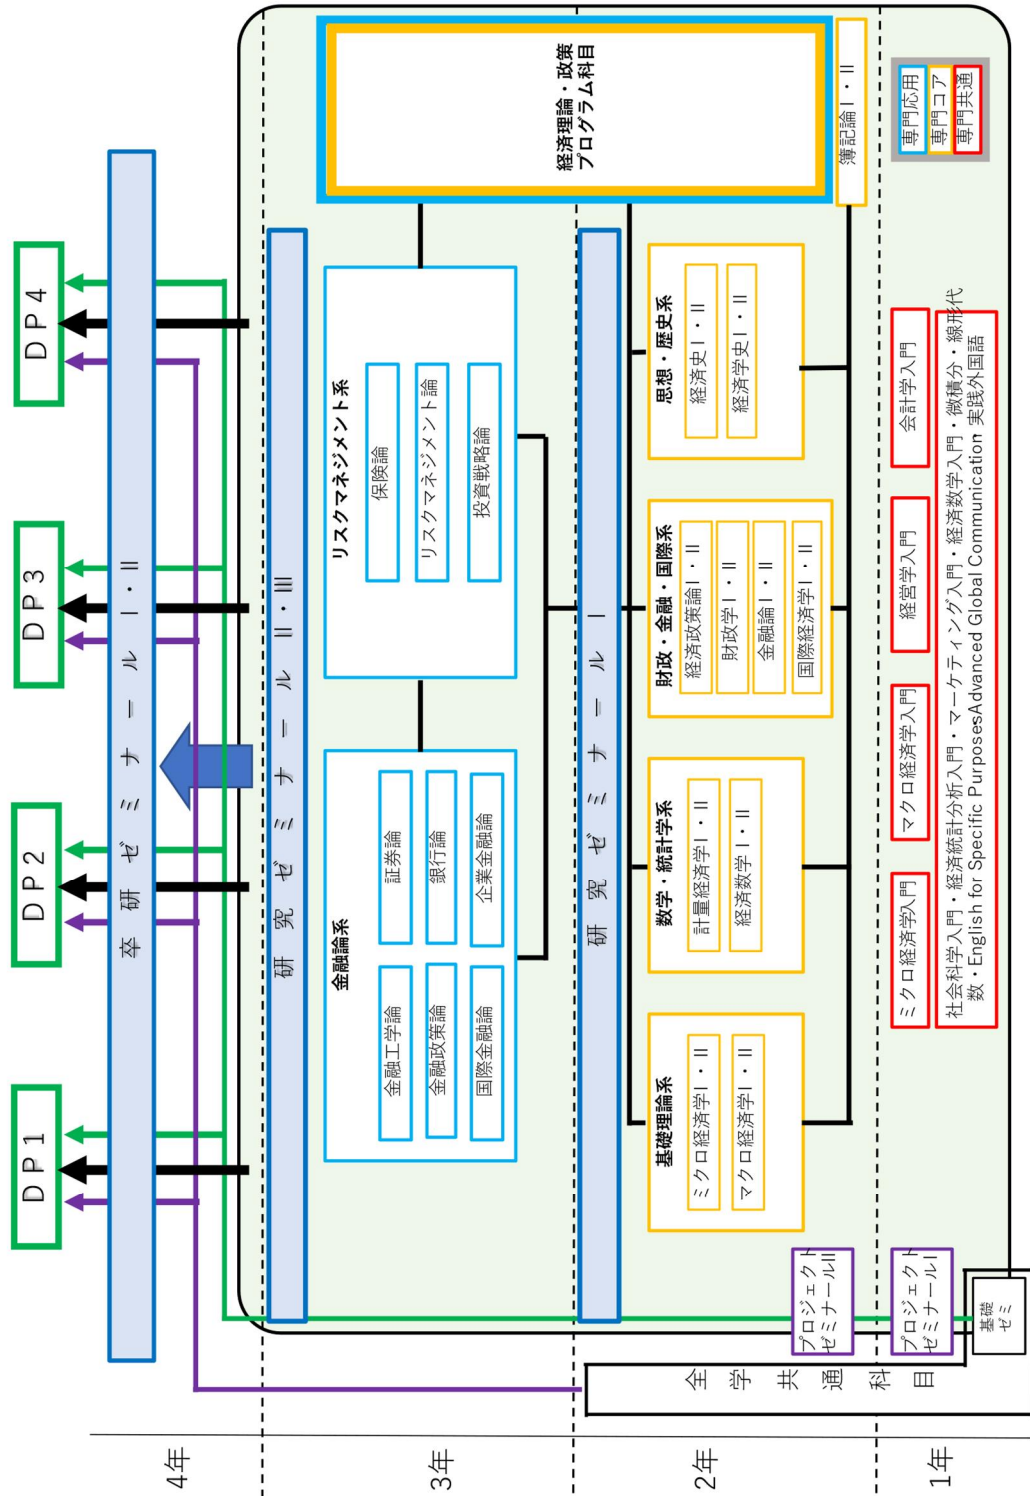 DP1
DP2
DP3
DP4
4年
卒研ゼミナールⅠ・Ⅱ
3年
研究ゼミナールⅡ・Ⅲ
金融論系
金融工学論
証券論
金融政策論
銀行論
国際金融論
企業金融論
リスクマネジメント系
保険論
リスクマネジメント論
投資戦略論
経済理論・政策
プログラム科目
2年
研究ゼミナールⅠ
基礎理論系
ミクロ経済学Ⅰ・Ⅱ
マクロ経済学Ⅰ・Ⅱ
数学・統計学系
計量経済学Ⅰ・Ⅱ
経済数学Ⅰ・Ⅱ
財政・金融・国際系
経済政策論Ⅰ・Ⅱ
財政学Ⅰ・Ⅱ
金融論Ⅰ・Ⅱ
国際経済学Ⅰ・Ⅱ
思想・歴史系
経済史Ⅰ・Ⅱ
経済学史Ⅰ・Ⅱ
簿記論Ⅰ・Ⅱ
全学共通科目
プロジェクト
ゼミナールⅡ
1年
プロジェクト
ゼミナールⅠ
基礎
ゼミ
ミクロ経済学入門
マクロ経済学入門
経営学入門
会計学入門
社会科学入門・経済統計分析入門・マーケティング入門・経済数学入門・微積分・線形代
数・English for Specific PurposesAdvanced Global Communication 実践外国語
専門応用
専門コア
専門共通